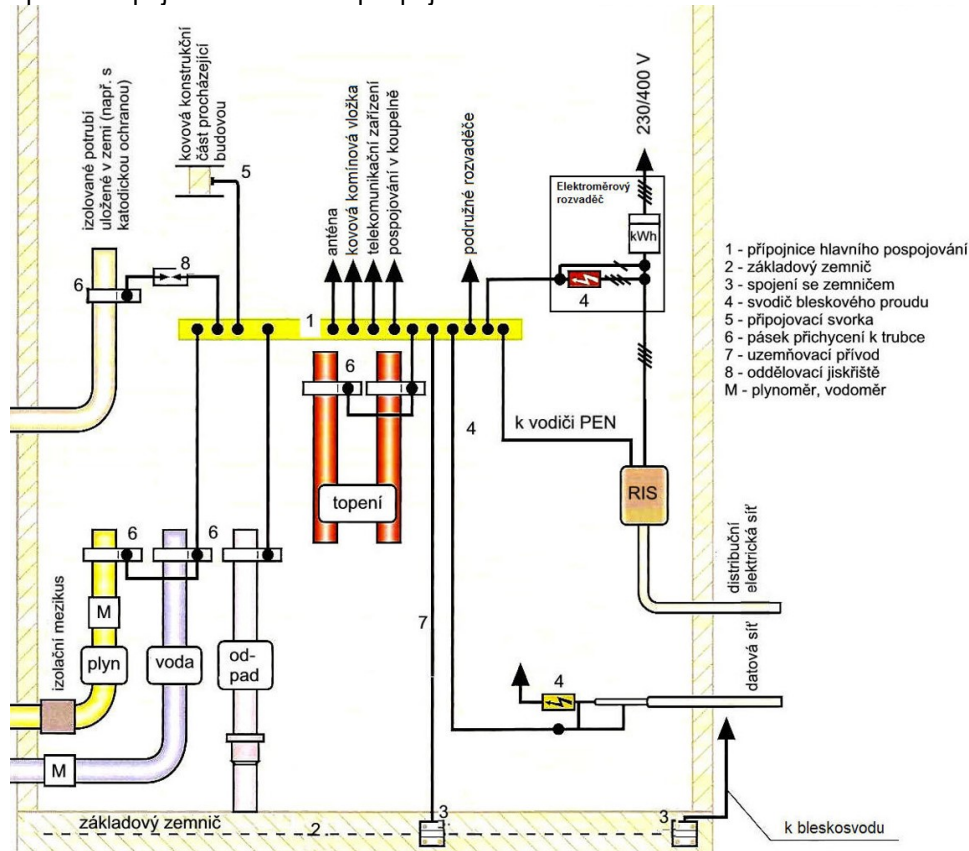 izolované potrubí
uložené v zemi (např. s
katodickou ochranou)
kovová konstrukční
část procházející
budovou
5
6
8
anténa
kovová komínová vložka
telekomunikační zařízení
pospojování v koupelně
podružné rozvaděče
230/400 V
Elektroměrový
rozvaděč
kWh
4
1
1 - přípojnice hlavního pospojování
2 - základový zemnič
3 - spojení se zemničem
4 - svodič bleskového proudu
5 - připojovací svorka
6 - pásek přichycení k trubce
7 - uzemňovací přívod
8 - oddělovací jiskřiště
M - plynoměr, vodoměr
6
topení
4
k vodiči PEN
RIS
distribuční
elektrická síť
6
6
izolační mezikus
M
plyn
voda
od-
pad
M
7
4
datová síť
základový zemnič
2
3
3
k bleskosvodu